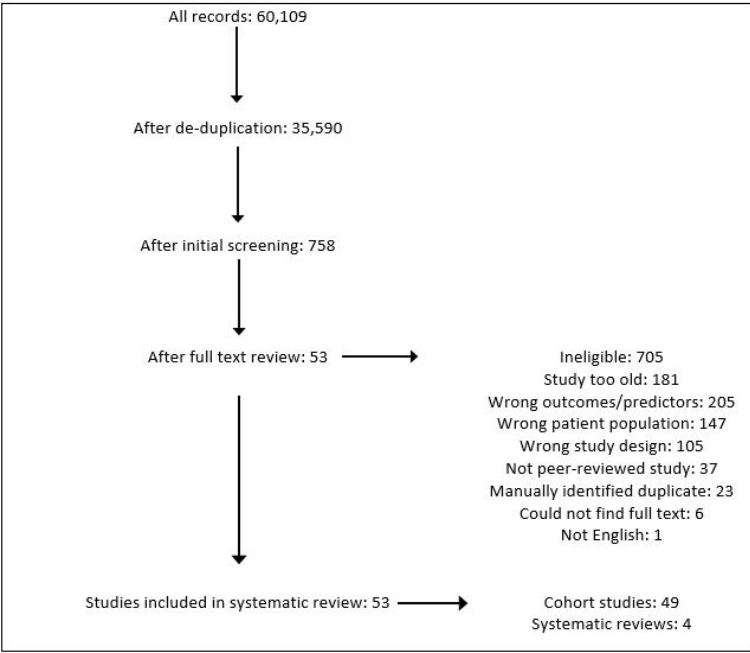 All records: 60,109
After de-duplication: 35,590
After initial screening: 758
After full text review: 53
Ineligible: 705
Study too old: 181
Wrong outcomes/predictors: 205
Wrong patient population: 147
Wrong study design: 105
Not peer-reviewed study: 37
Manually identified duplicate: 23
Could not find full text: 6
Not English: 1
Studies included in systematic review: 53
Cohort studies: 49
Systematic reviews: 4